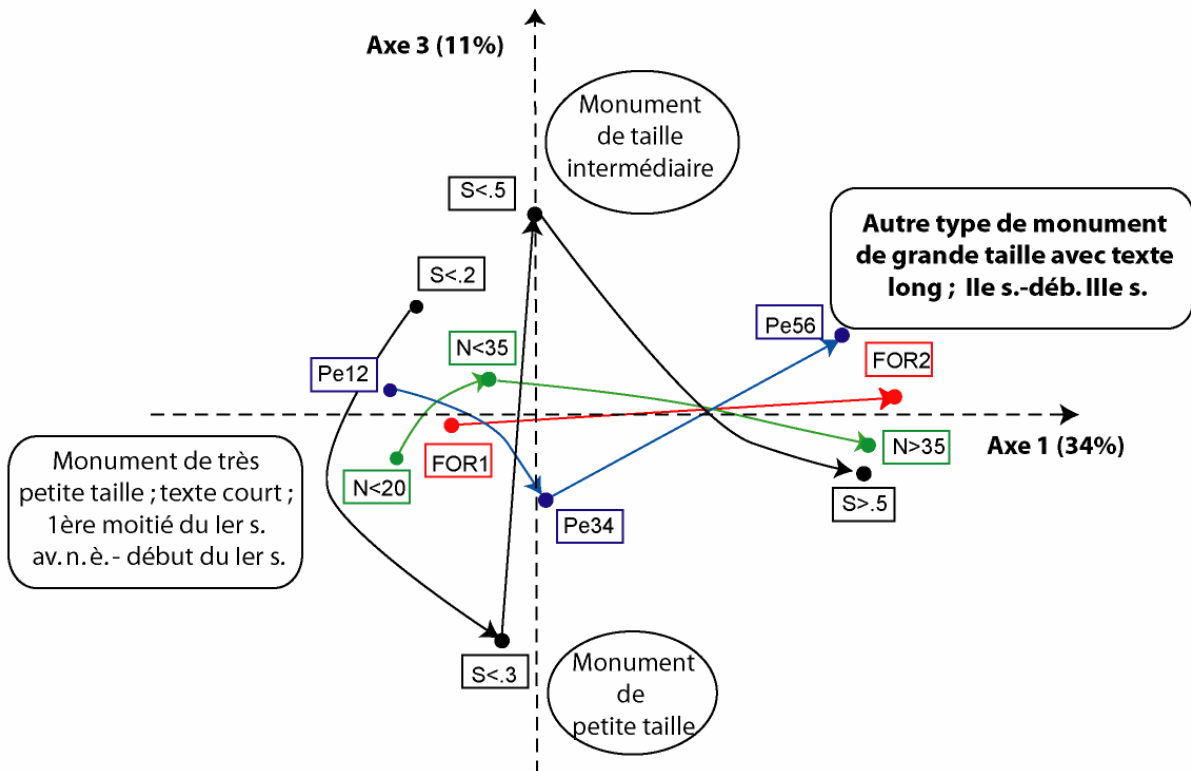 Axe 3 (11%)
Monument
de taille
intermédiaire
S<.5
Autre type de monument
de grande taille avec texte
long ; IIe s.-déb. IIIe s.
S<.2
Pe56
N<35
Pe12
FOR2
Axe 1 (34%)
N>35
FOR1
N<20
S>.5
Monument de très
petite taille ; texte court ;
1ère moitié du Ier s.
av. n. è. - début du Ier s.
Pe34
S<.3
Monument
de
petite taille